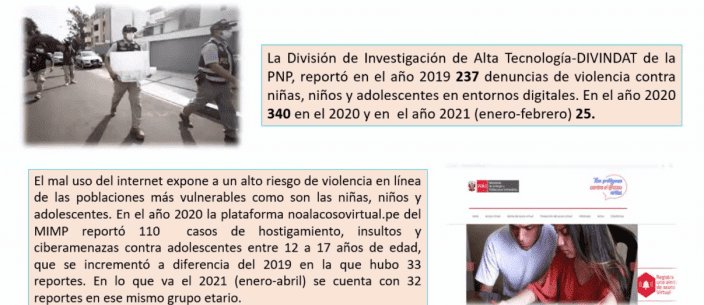 La División de Investigación de Alta Tecnología-DIVINDAT de la
PNP, reportó en el año 2019 237 denuncias de violencia contra
niñas, niños y adolescentes en entornos digitales. En el año 2020
340 en el 2020 y en el año 2021 (enero-febrero) 25.
El mal uso del internet expone a un alto riesgo de violencia en línea
de las poblaciones más vulnerables como son las niñas, niños y
adolescentes. En el año 2020 la plataforma noalacosovirtual.pe del
MIMP reportó 110 casos de hostigamiento, insultos y
ciberamenazas contra adolescentes entre 12 a 17 años de edad,
que se incrementó a diferencia del 2019 en la que hubo 33
reportes. En lo que va el 2021 (enero-abril) se cuenta con 32
reportes en ese mismo grupo etario.
PERÚ
Registra
una alerta
de acoso
virtual